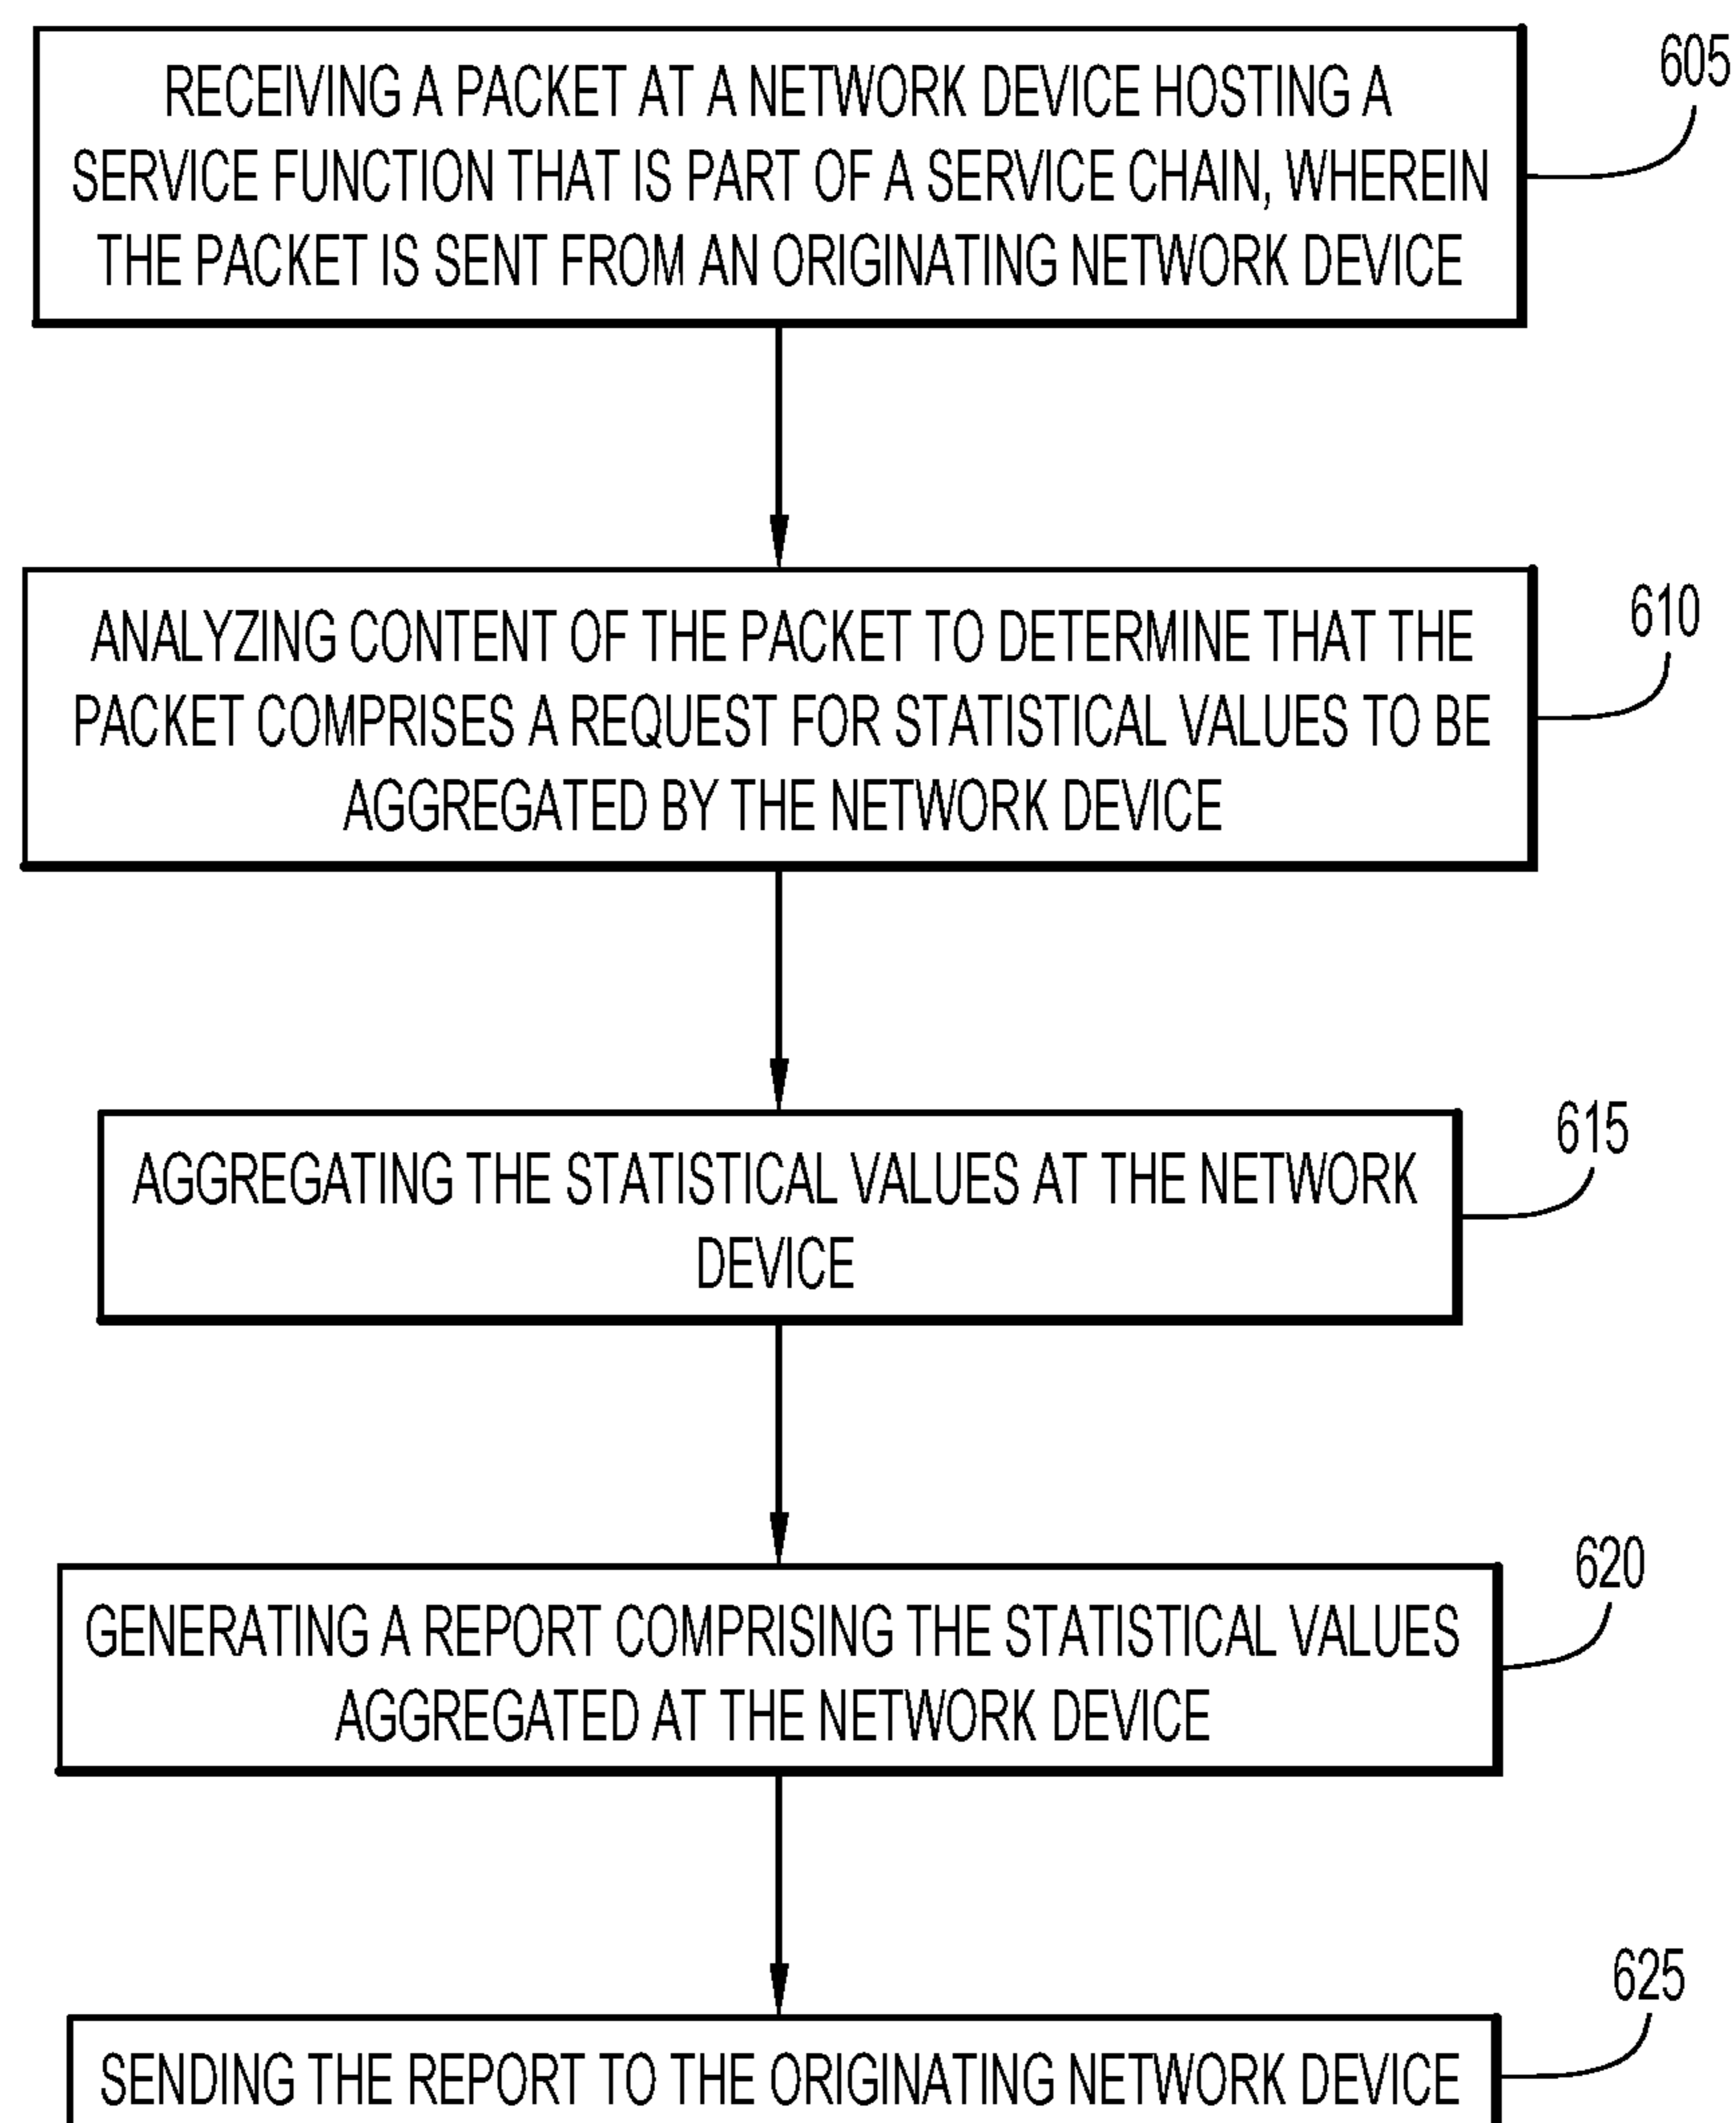 605
RECEIVING A PACKET AT A NETWORK DEVICE HOSTING A
SERVICE FUNCTION THAT IS PART OF A SERVICE CHAIN, WHEREIN
THE PACKET IS SENT FROM AN ORIGINATING NETWORK DEVICE
610
ANALYZING CONTENT OF THE PACKET TO DETERMINE THAT THE
PACKET COMPRISES A REQUEST FOR STATISTICAL VALUES TO BE
AGGREGATED BY THE NETWORK DEVICE
615
AGGREGATING THE STATISTICAL VALUES AT THE NETWORK
DEVICE
620
GENERATING A REPORT COMPRISING THE STATISTICAL VALUES
AGGREGATED AT THE NETWORK DEVICE
625
SENDING THE REPORT TO THE ORIGINATING NETWORK DEVICE